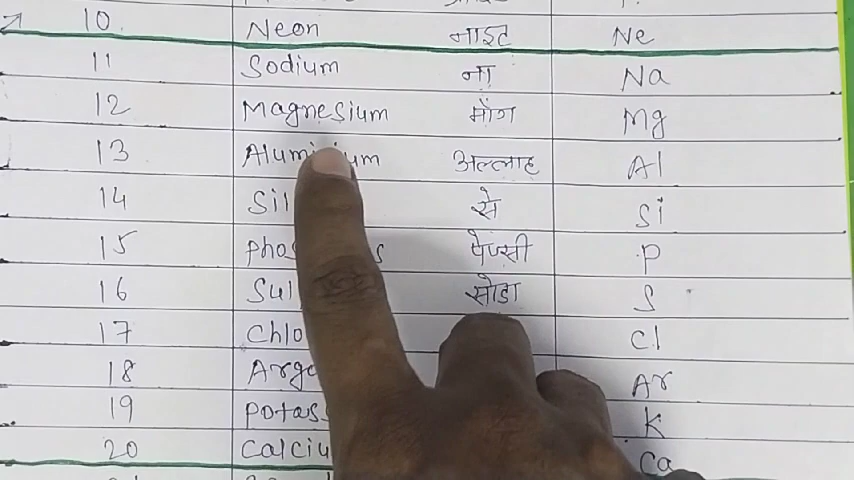 10. Neon नाइट Ne
11 Sodium ना Na
12 Magnesium माँग Mg
13 अल्लाह Al
14 से Si
15 पेप्सी P
16 सोडा S
17 Cl
18 Ar
19 K
20 Ca